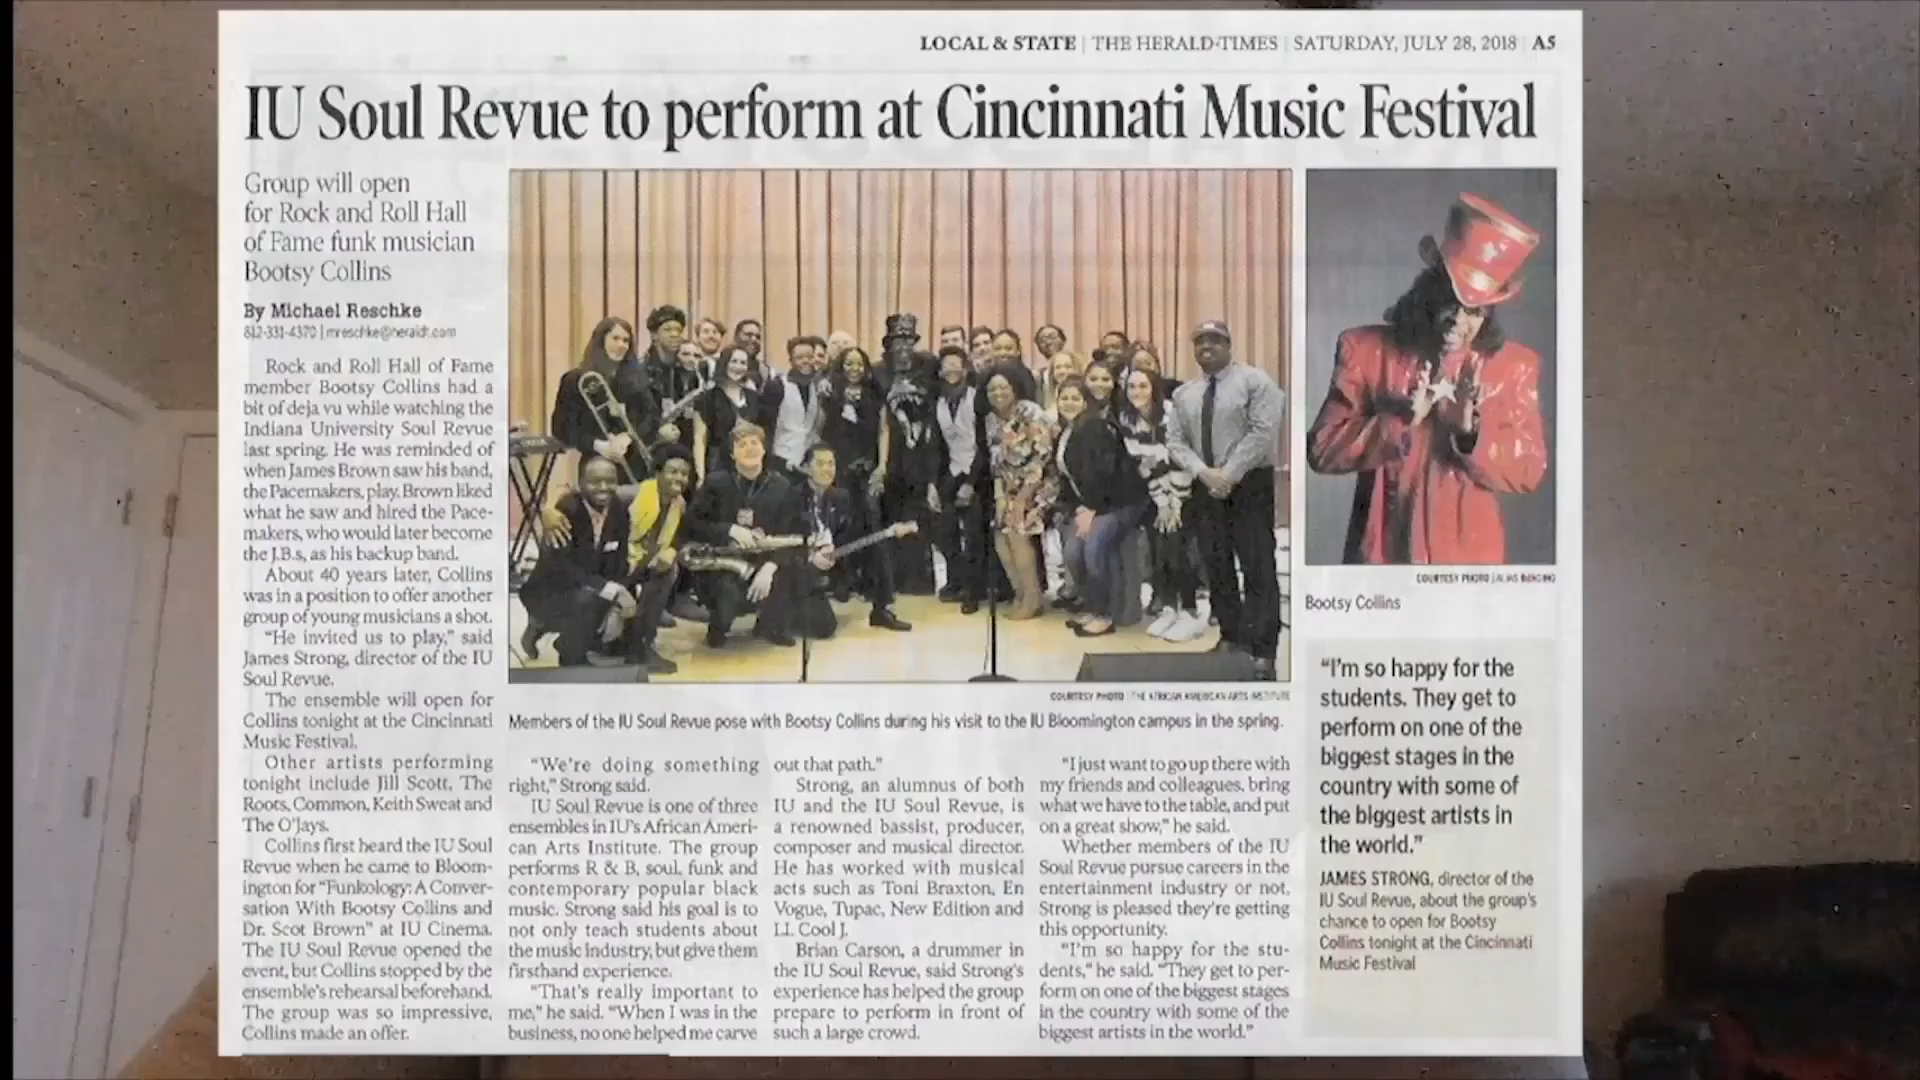 LOCAL & STATE | THE HERALD-TIMES | SATURDAY, JULY 28, 2018 | A5
IU Soul Revue to perform at Cincinnati Music Festival
Group will open
for Rock and Roll Hall
of Fame funk musician
Bootsy Collins
By Michael Reschke
812-331-4370 | mreschke@heraldt.com
Rock and Roll Hall of Fame
member Bootsy Collins had a
bit of deja vu while watching the
Indiana University Soul Revue
last spring. He was reminded of
when James Brown saw his band,
the Pacemakers, play. Brown liked
what he saw and hired the Pace-
makers, who would later become
the J.B.s, as his backup band.
About 40 years later, Collins
was in a position to offer another
group of young musicians a shot.
"He invited us to play," said
James Strong, director of the IU
Soul Revue.
The ensemble will open for
Collins tonight at the Cincinnati
Music Festival.
Other artists performing
tonight include Jill Scott, The
Roots, Common, Keith Sweat and
The O'Jays.
Collins first heard the IU Soul
Revue when he came to Bloom-
ington for "Funkology: A Conver-
sation With Bootsy Collins and
Dr. Scot Brown" at IU Cinema.
The IU Soul Revue opened the
event, but Collins stopped by the
ensemble's rehearsal beforehand.
The group was so impressive,
Collins made an offer.
COURTESY PHOTO | THE AFRICAN AMERICAN ARTS INSTITUTE
Members of the IU Soul Revue pose with Bootsy Collins during his visit to the IU Bloomington campus in the spring.
"We're doing something
right," Strong said.
IU Soul Revue is one of three
ensembles in IU's African Ameri-
can Arts Institute. The group
performs R & B, soul, funk and
contemporary popular black
music. Strong said his goal is to
not only teach students about
the music industry, but give them
firsthand experience.
"That's really important to
me," he said. "When I was in the
business, no one helped me carve
out that path."
Strong, an alumnus of both
IU and the IU Soul Revue, is
a renowned bassist, producer,
composer and musical director.
He has worked with musical
acts such as Toni Braxton, En
Vogue, Tupac, New Edition and
LL Cool J.
Brian Carson, a drummer in
the IU Soul Revue, said Strong's
experience has helped the group
prepare to perform in front of
such a large crowd.
"I just want to go up there with
my friends and colleagues, bring
what we have to the table, and put
on a great show," he said.
Whether members of the IU
Soul Revue pursue careers in the
entertainment industry or not,
Strong is pleased they're getting
this opportunity.
"I'm so happy for the stu-
dents," he said. "They get to per-
form on one of the biggest stages
in the country with some of the
biggest artists in the world."
COURTESY PHOTO |
Bootsy Collins
"I'm so happy for the
students. They get to
perform on one of the
biggest stages in the
country with some of
the biggest artists in
the world."
JAMES STRONG, director of the
IU Soul Revue, about the group's
chance to open for Bootsy
Collins tonight at the Cincinnati
Music Festival